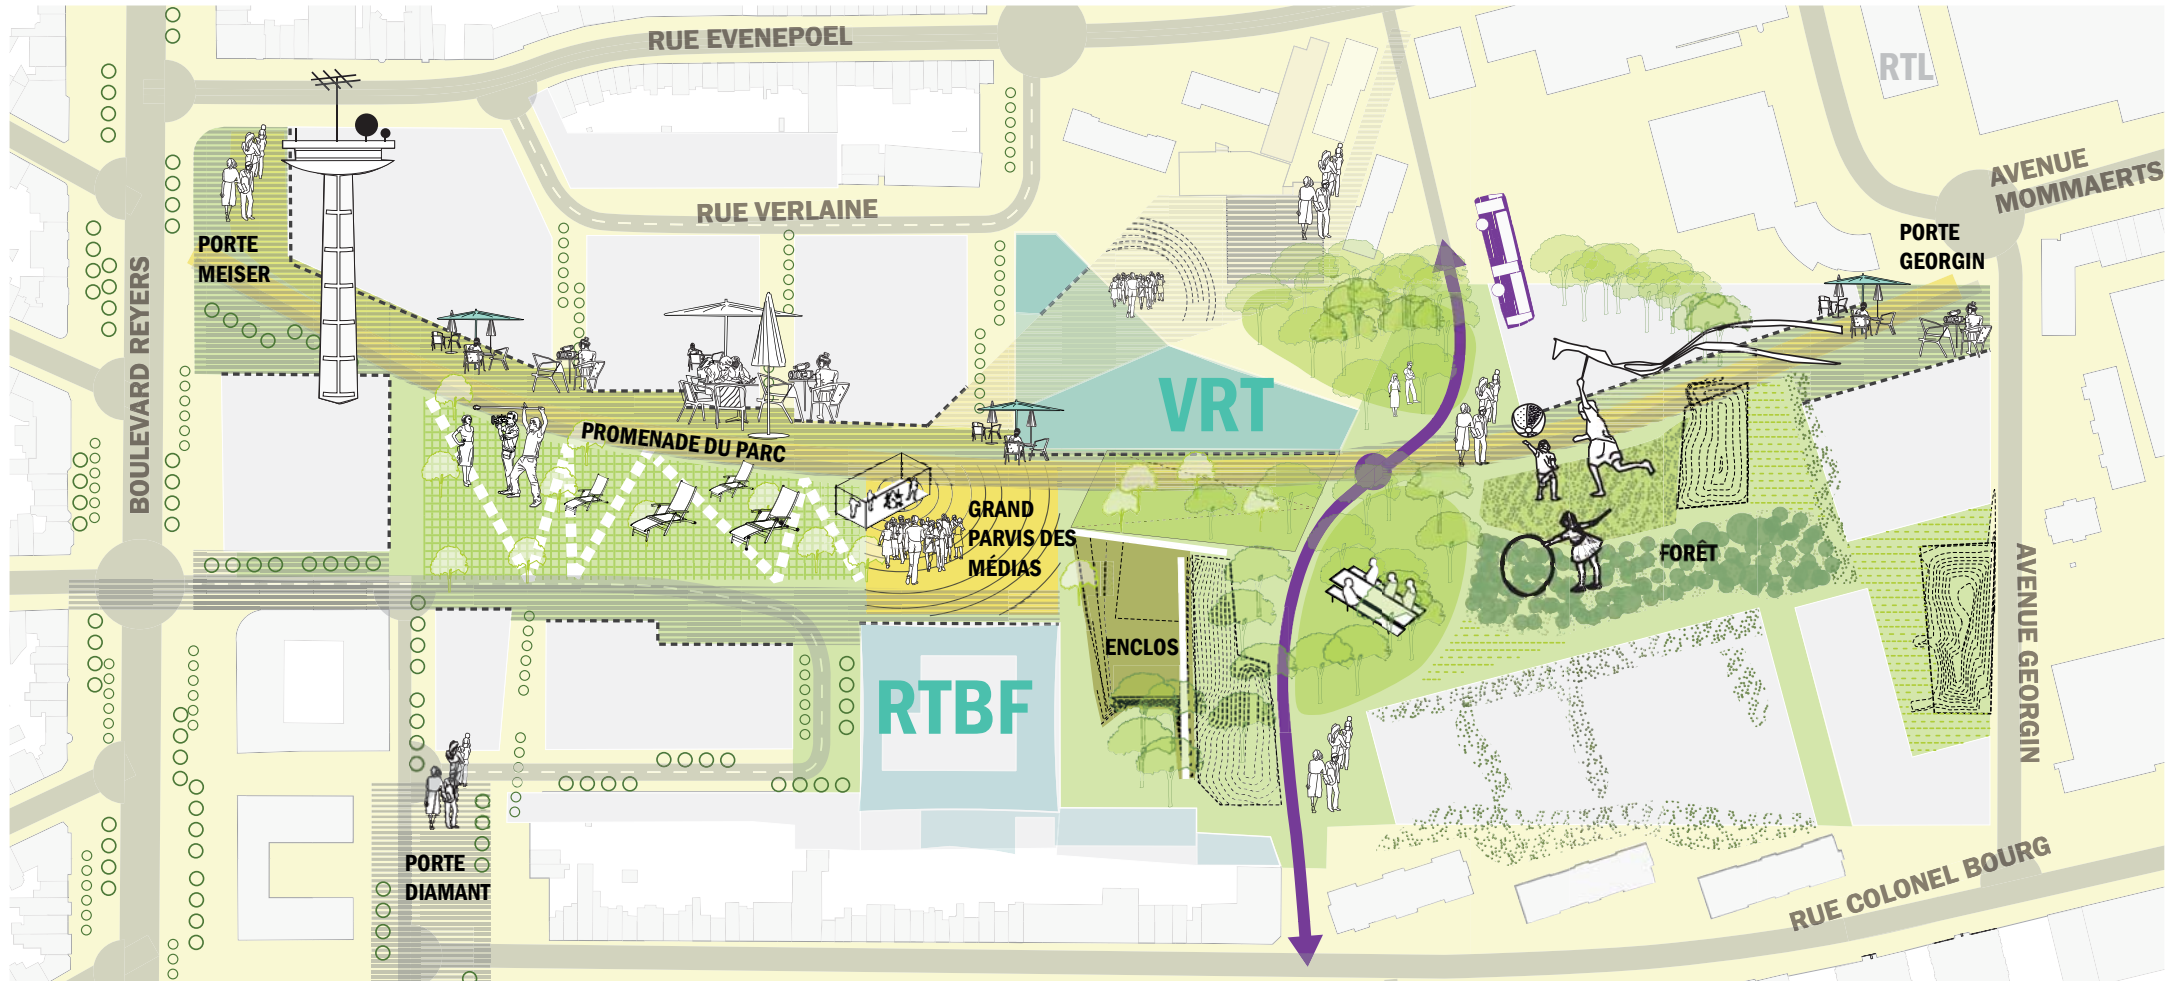 RUE EVENEPOEL
RTL
AVENUE
MOMMAERTS
RUE VERLAINE
PORTE
MEISER
PORTE
GEORGIN
BOULEVARD REYERS
VRT
PROMENADE DU PARC
GRAND
PARVIS DES
MÉDIAS
FORÊT
ENCLOS
AVENUE GEORGIN
RTBF
PORTE
DIAMANT
RUE COLONEL BOURG